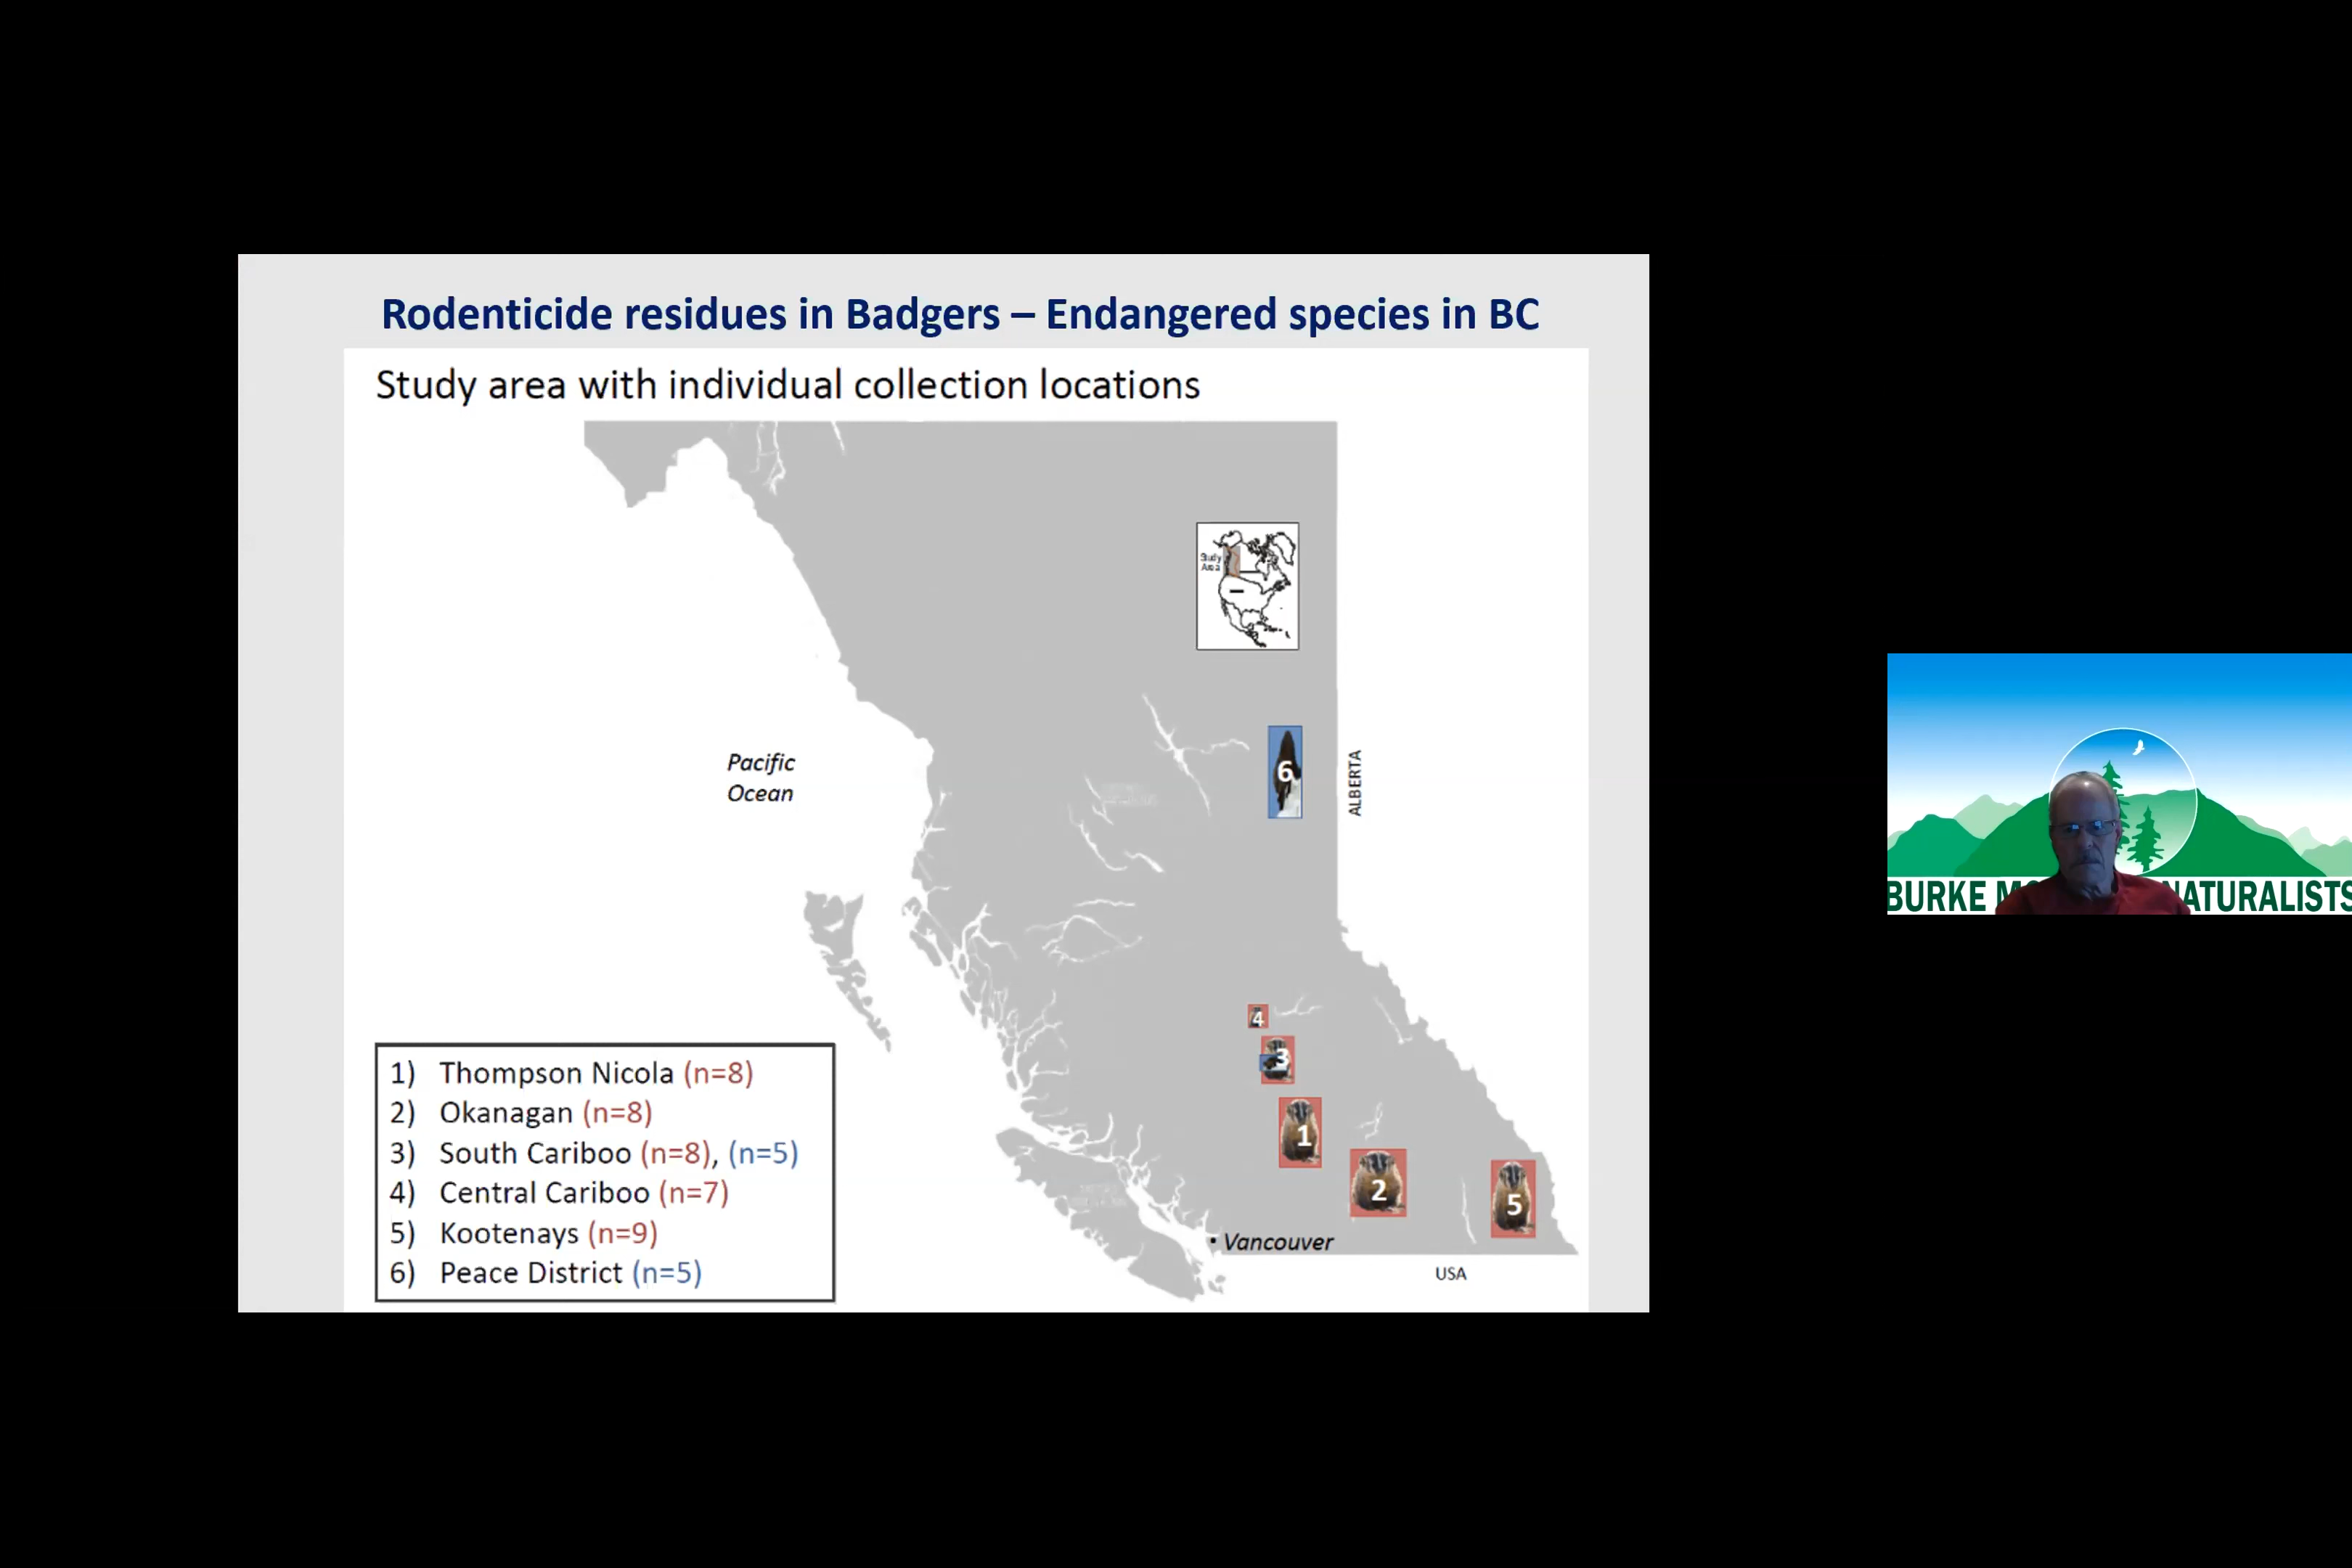 Rodenticide residues in Badgers – Endangered species in BC
Study area with individual collection locations
Study
Area
6
ALBERTA
Pacific
Ocean
4
3
1
2
5
1) Thompson Nicola (n=8)
2) Okanagan (n=8)
3) South Cariboo (n=8), (n=5)
4) Central Cariboo (n=7)
5) Kootenays (n=9)
6) Peace District (n=5)
• Vancouver
USA
BURKE NATURALISTS